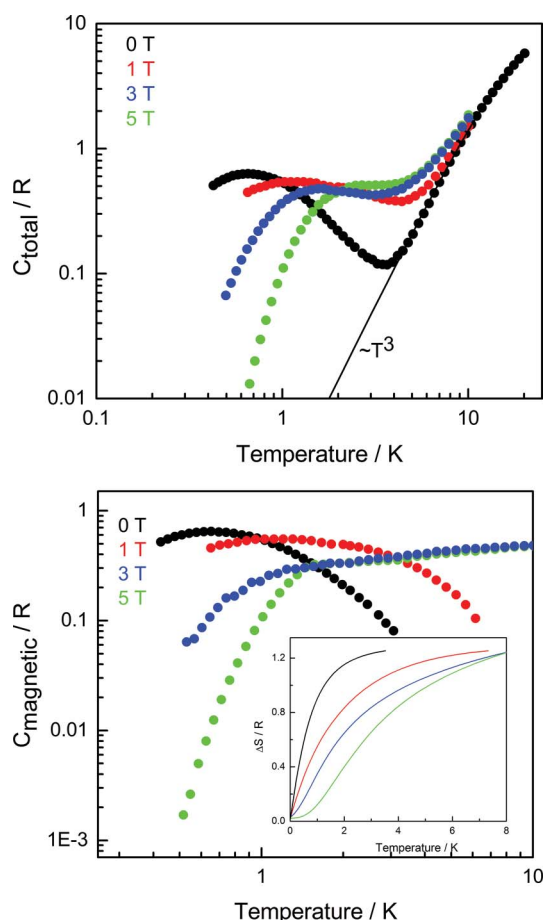 10
0 T
1 T
3 T
5 T
1
C_total / R
0.1
~T^3
0.01
0.1
1
10
Temperature / K
1
0 T
1 T
3 T
5 T
0.1
C_magnetic / R
0.01
1E-3
1.2
0.8
0.4
0.0
ΔS / R
0
2
4
6
8
Temperature / K
1
10
Temperature / K